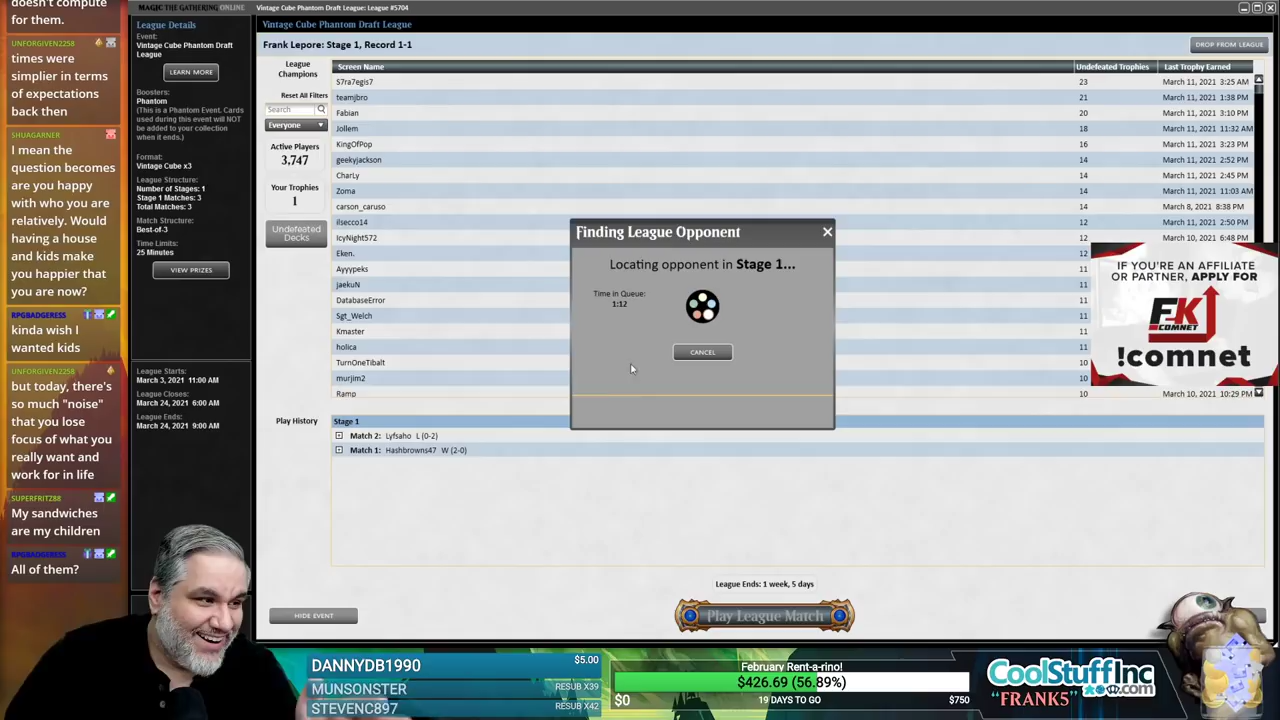 doesn't compute
for them.
UNFORGIVEN2258
times were
simplier in terms
of expectations
back then
SHUAGARNER
I mean the
question becomes
are you happy
with who you are
relatively. Would
having a house
and kids make
you happier that
you are now?
RPGBADGERESS
kinda wish I
wanted kids
UNFORGIVEN2258
but today, there's
so much "noise"
that you lose
focus of what you
really want and
work for in life
SUPERFRITZ88
My sandwiches
are my children
RPGBADGERESS
All of them?
MAGIC THE GATHERING ONLINE
Vintage Cube Phantom Draft League: League #5704
League Details
Event:
Vintage Cube Phantom Draft
League
LEARN MORE
Boosters:
Phantom
(This is a Phantom Event. Cards
used during this event will NOT
be added to your collection
when it ends.)
Format:
Vintage Cube x3
League Structure:
Number of Stages: 1
Stage 1 Matches: 3
Total Matches: 3
Match Structure:
Best-of-3
Time Limits:
25 Minutes
VIEW PRIZES
League Starts:
March 3, 2021 11:00 AM
League Closes:
March 24, 2021 6:00 AM
League Ends:
March 24, 2021 9:00 AM
Vintage Cube Phantom Draft League
Frank Lepore: Stage 1, Record 1-1
DROP FROM LEAGUE
League
Champions
Reset All Filters
Search
Everyone
Active Players
3,747
Your Trophies
1
Undefeated
Decks
Screen Name Undefeated Trophies Last Trophy Earned
S7ra7egis7 23 March 11, 2021 3:25 AM
teamjbro 21 March 11, 2021 1:38 PM
Fabian 20 March 11, 2021 3:10 PM
Jollem 18 March 11, 2021 11:32 AM
KingOfPop 16 March 11, 2021 3:23 PM
geekyjackson 14 March 11, 2021 2:52 PM
CharLy 14 March 11, 2021 2:45 PM
Zoma 14 March 11, 2021 11:03 AM
carson_caruso 14 March 8, 2021 8:38 PM
ilsecco14 12 March 11, 2021 2:50 PM
IcyNight572 12 March 10, 2021 6:48 PM
Eken. 12
Ayyypeks 11
jaekuN 11
DatabaseError 11
Sgt_Welch 11
Kmaster 11
holica 11
TurnOneTibalt 10
murjim2 10
Ramp 10 March 10, 2021 10:29 PM
Finding League Opponent
Locating opponent in Stage 1...
Time in Queue:
1:12
CANCEL
IF YOU'RE AN AFFILIATE
OR PARTNER, APPLY FOR
FK
COMNET
!comnet
Play History
Stage 1
Match 2: Lyfsaho L (0-2)
Match 1: Hashbrowns47 W (2-0)
League Ends: 1 week, 5 days
HIDE EVENT
Play League Match
DANNYDB1990 $5.00
MUNSONSTER RESUB X39
STEVENC897 RESUB X42
February Rent-a-rino!
$426.69 (56.89%)
$0 19 DAYS TO GO $750
CoolStuffInc
.com
"FRANK5"